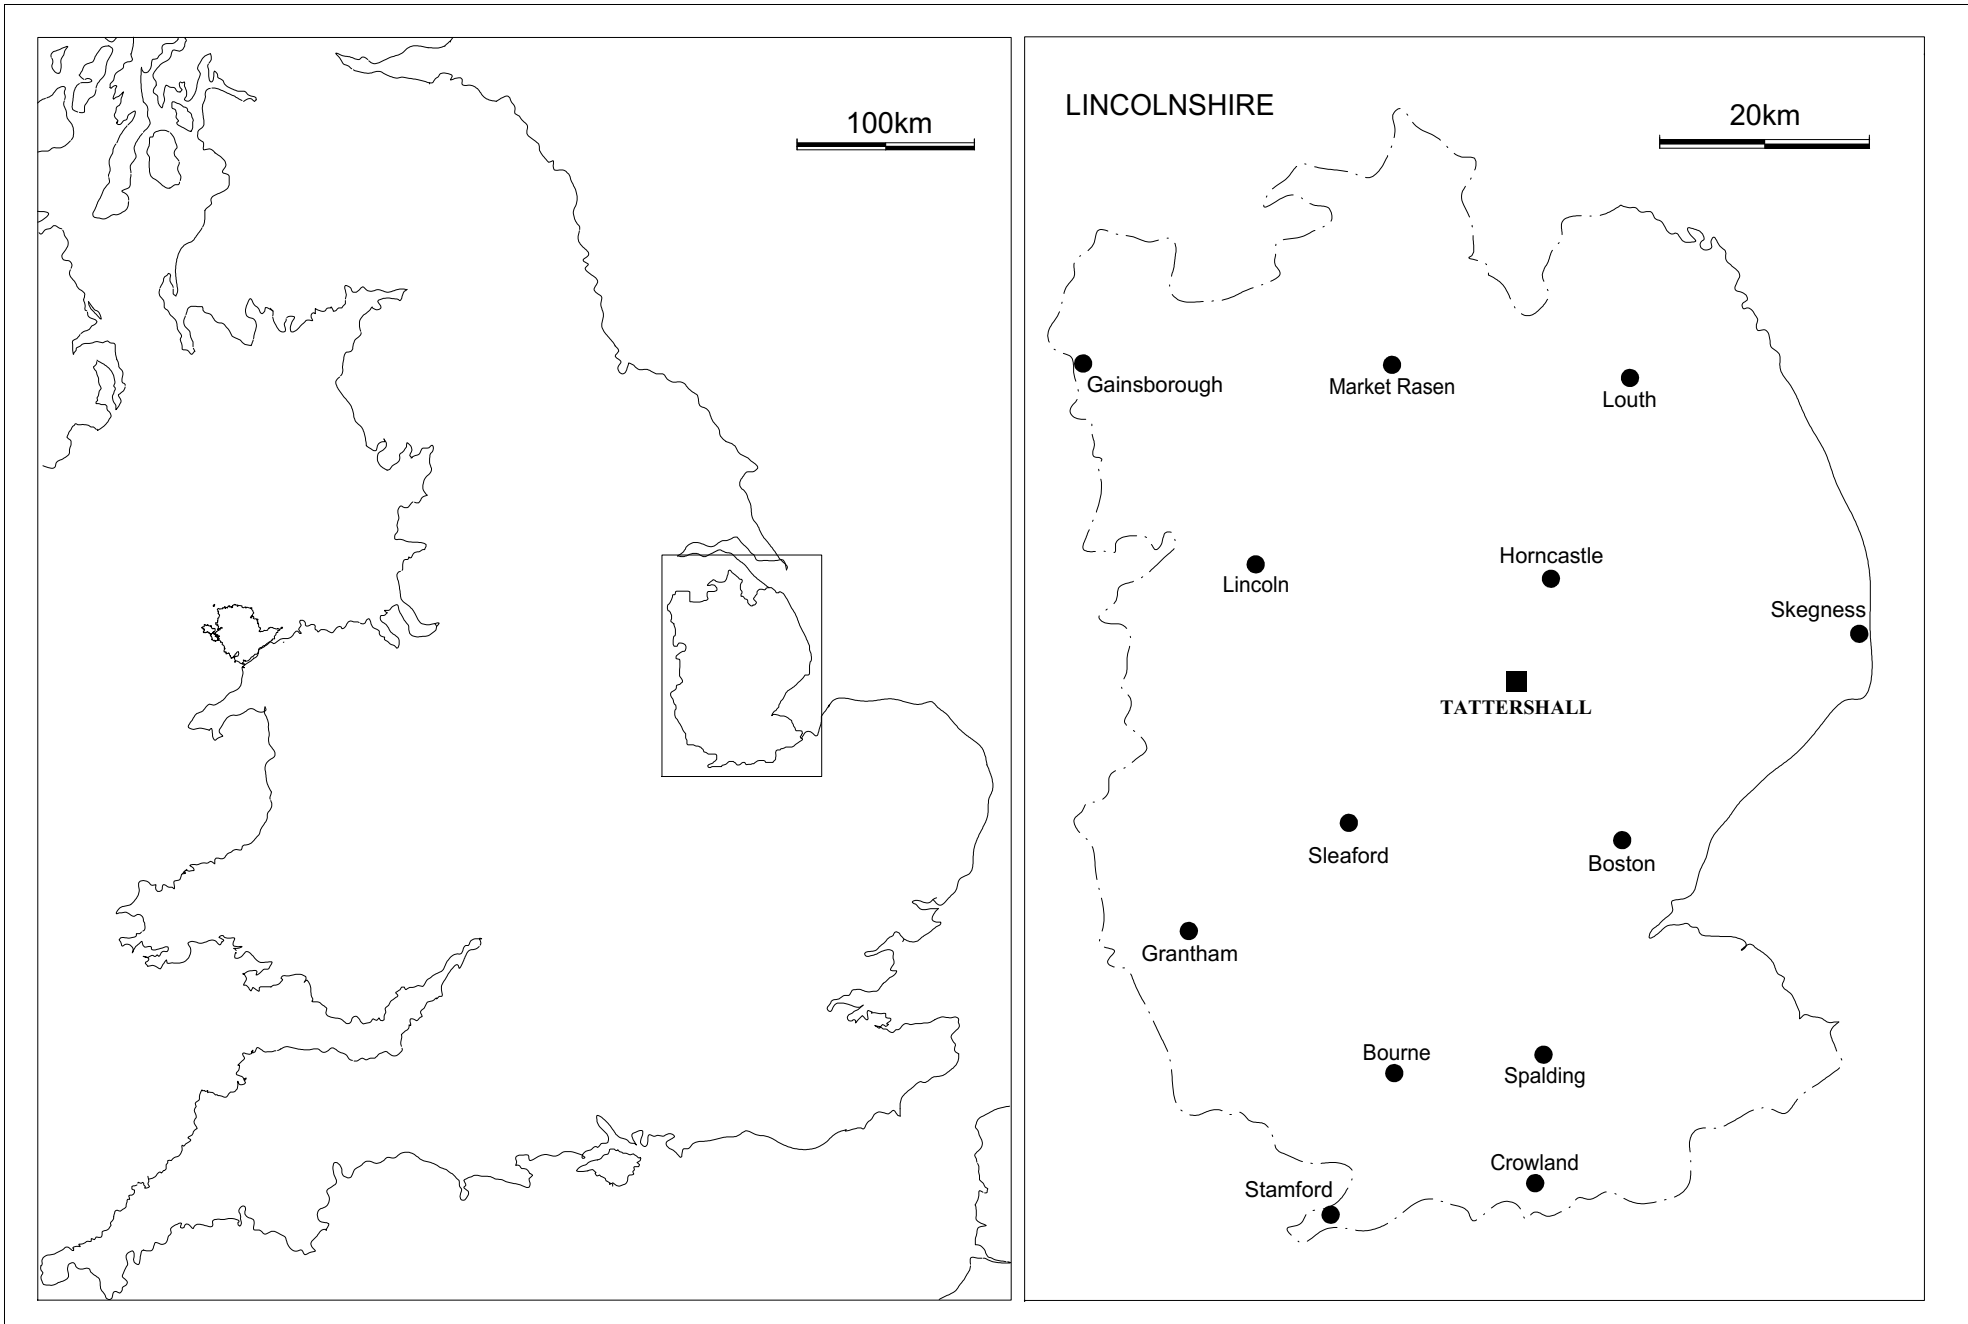 100km
LINCOLNSHIRE
20km
Gainsborough
Market Rasen
Louth
Horncastle
Lincoln
Skegness
TATTERSHALL
Sleaford
Boston
Grantham
Bourne
Spalding
Crowland
Stamford